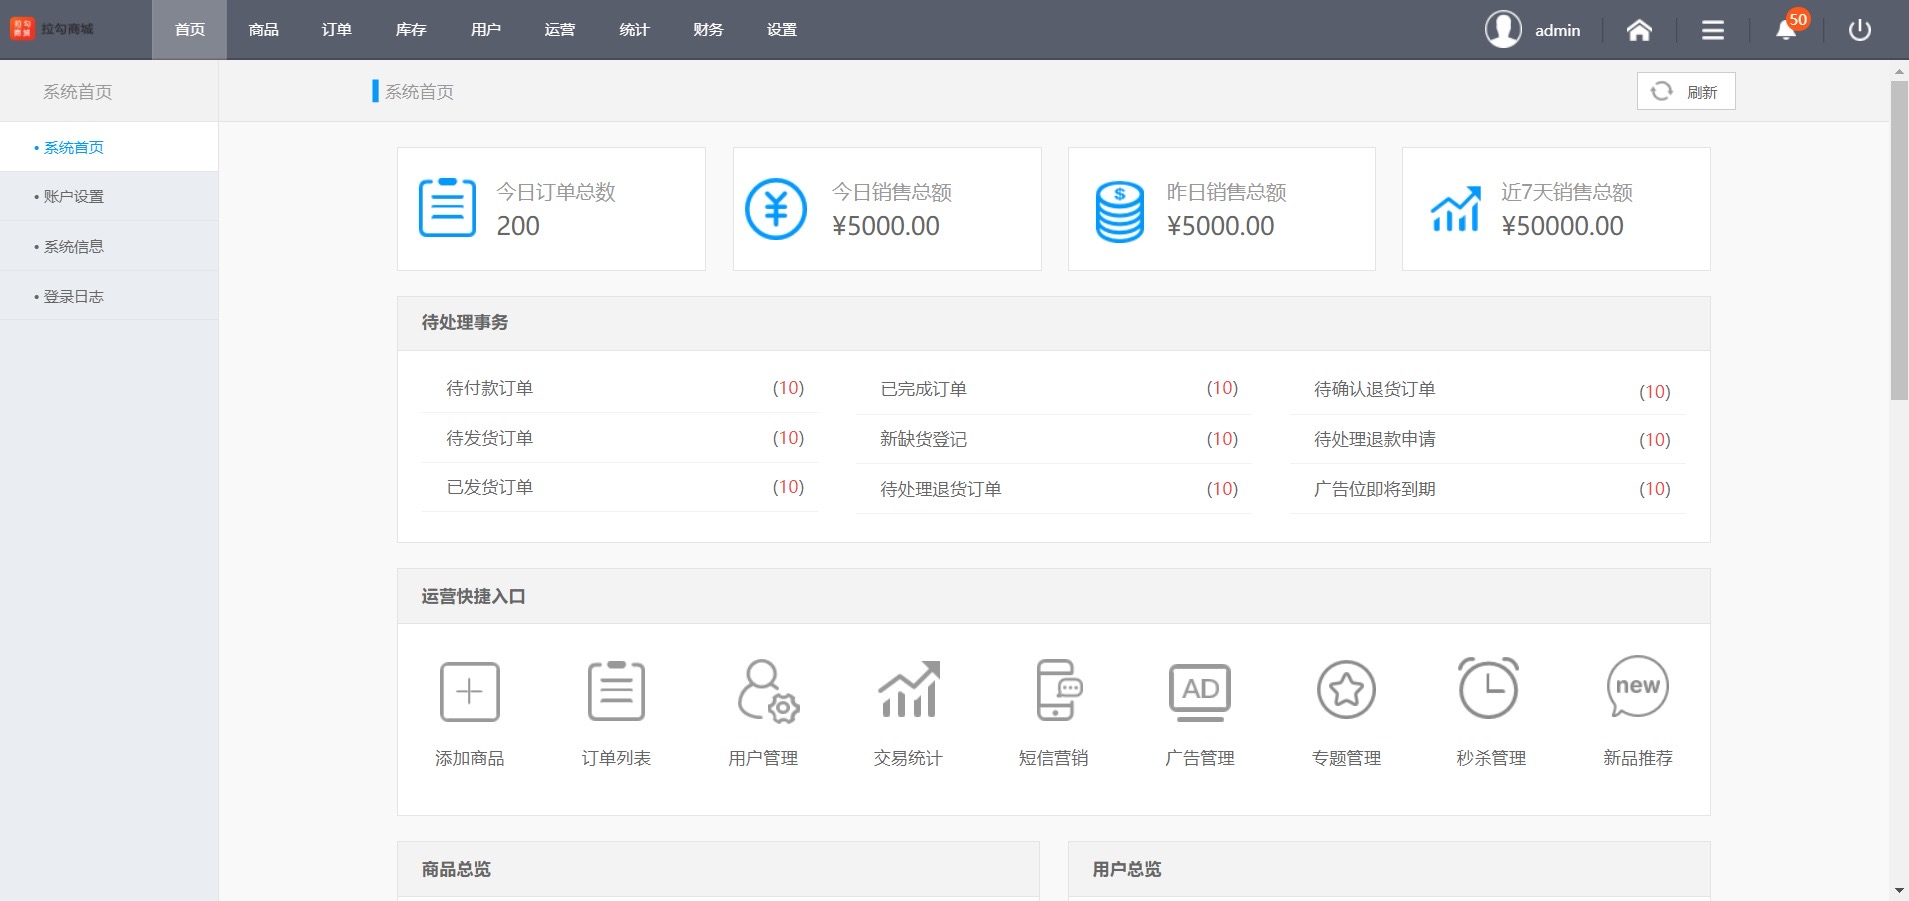 拉勾商城 首页 商品 订单 库存 用户 运营 统计 财务 设置 admin 50
系统首页
• 系统首页
• 账户设置
• 系统信息
• 登录日志
系统首页 刷新
今日订单总数
200
今日销售总额
¥5000.00
昨日销售总额
¥5000.00
近7天销售总额
¥50000.00
待处理事务
待付款订单 (10) 已完成订单 (10) 待确认退货订单 (10)
待发货订单 (10) 新缺货登记 (10) 待处理退款申请 (10)
已发货订单 (10) 待处理退货订单 (10) 广告位即将到期 (10)
运营快捷入口
AD new
添加商品 订单列表 用户管理 交易统计 短信营销 广告管理 专题管理 秒杀管理 新品推荐
商品总览 用户总览